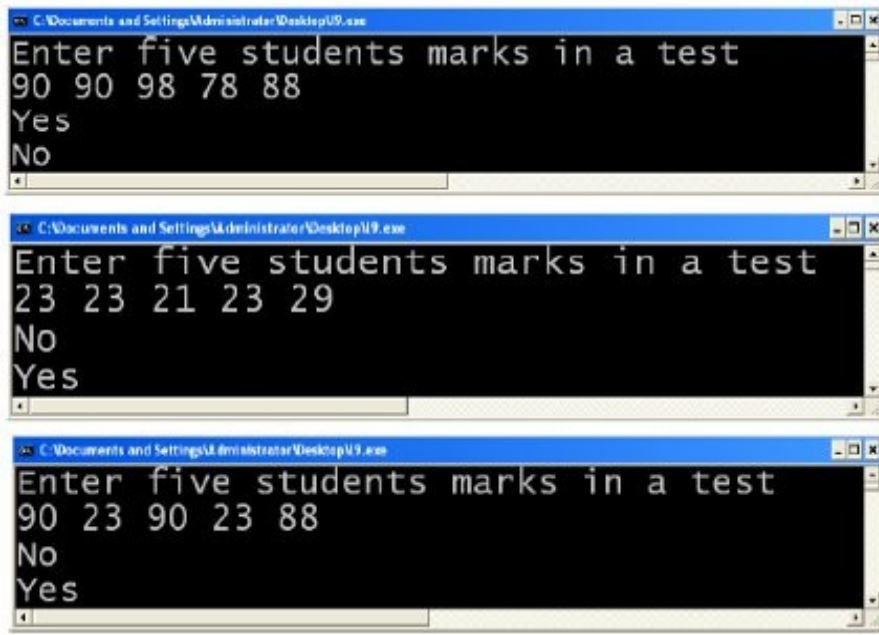 C:\Documents and Settings\Administrator\Desktop\I9.exe
Enter five students marks in a test
90 90 98 78 88
Yes
No
C:\Documents and Settings\Administrator\Desktop\I9.exe
Enter five students marks in a test
23 23 21 23 29
No
Yes
C:\Documents and Settings\Administrator\Desktop\I9.exe
Enter five students marks in a test
90 23 90 23 88
No
Yes